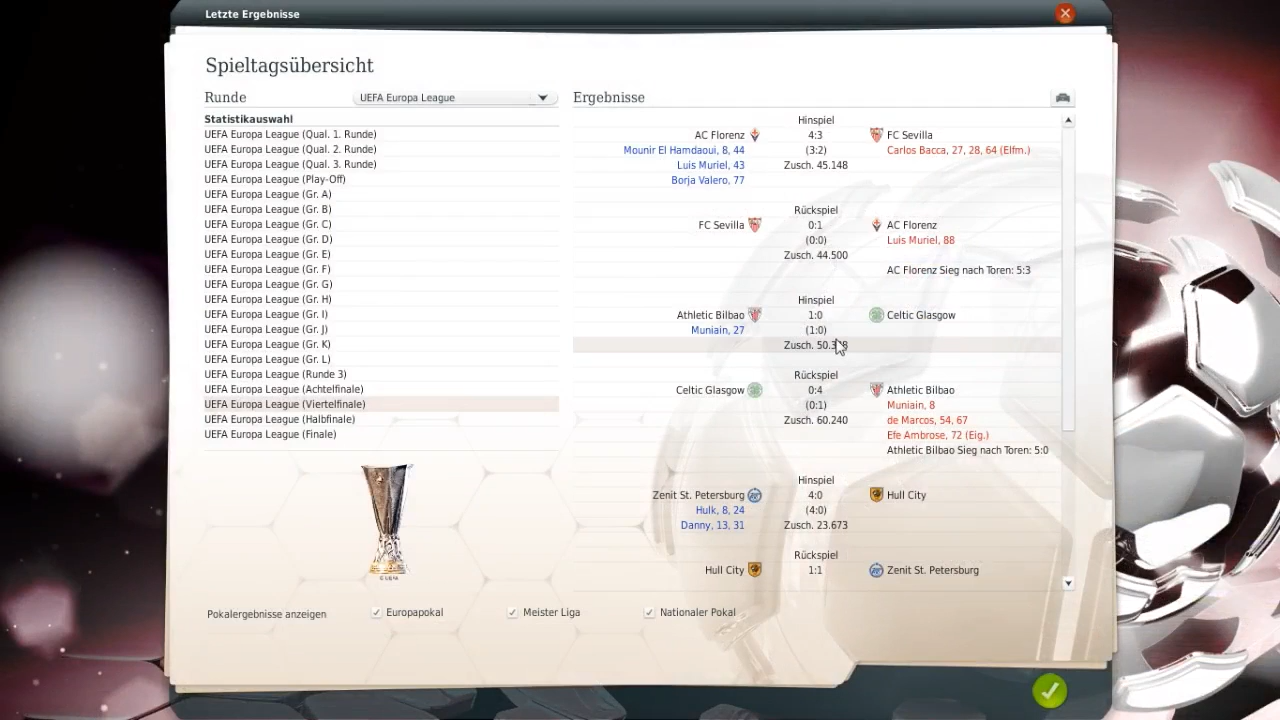 Letzte Ergebnisse
Spieltagsübersicht
Runde
UEFA Europa League
Statistikauswahl
UEFA Europa League (Qual. 1. Runde)
UEFA Europa League (Qual. 2. Runde)
UEFA Europa League (Qual. 3. Runde)
UEFA Europa League (Play-Off)
UEFA Europa League (Gr. A)
UEFA Europa League (Gr. B)
UEFA Europa League (Gr. C)
UEFA Europa League (Gr. D)
UEFA Europa League (Gr. E)
UEFA Europa League (Gr. F)
UEFA Europa League (Gr. G)
UEFA Europa League (Gr. H)
UEFA Europa League (Gr. I)
UEFA Europa League (Gr. J)
UEFA Europa League (Gr. K)
UEFA Europa League (Gr. L)
UEFA Europa League (Runde 3)
UEFA Europa League (Achtelfinale)
UEFA Europa League (Viertelfinale)
UEFA Europa League (Halbfinale)
UEFA Europa League (Finale)
Ergebnisse
Hinspiel
AC Florenz 4:3 FC Sevilla
Mounir El Hamdaoui, 8, 44 (3:2) Carlos Bacca, 27, 28, 64 (Elfm.)
Luis Muriel, 43 Zusch. 45.148
Borja Valero, 77
Rückspiel
FC Sevilla 0:1 AC Florenz
(0:0) Luis Muriel, 88
Zusch. 44.500
AC Florenz Sieg nach Toren: 5:3
Hinspiel
Athletic Bilbao 1:0 Celtic Glasgow
Muniain, 27 (1:0)
Zusch.
Rückspiel
Celtic Glasgow 0:4 Athletic Bilbao
(0:1) Muniain, 8
Zusch. 60.240 de Marcos, 54, 67
Efe Ambrose, 72 (Eig.)
Athletic Bilbao Sieg nach Toren: 5:0
Hinspiel
Zenit St. Petersburg 4:0 Hull City
Hulk, 8, 24 (4:0)
Danny, 13, 31 Zusch. 23.673
Rückspiel
Hull City 1:1 Zenit St. Petersburg
Pokalergebnisse anzeigen Europapokal Meister Liga Nationaler Pokal